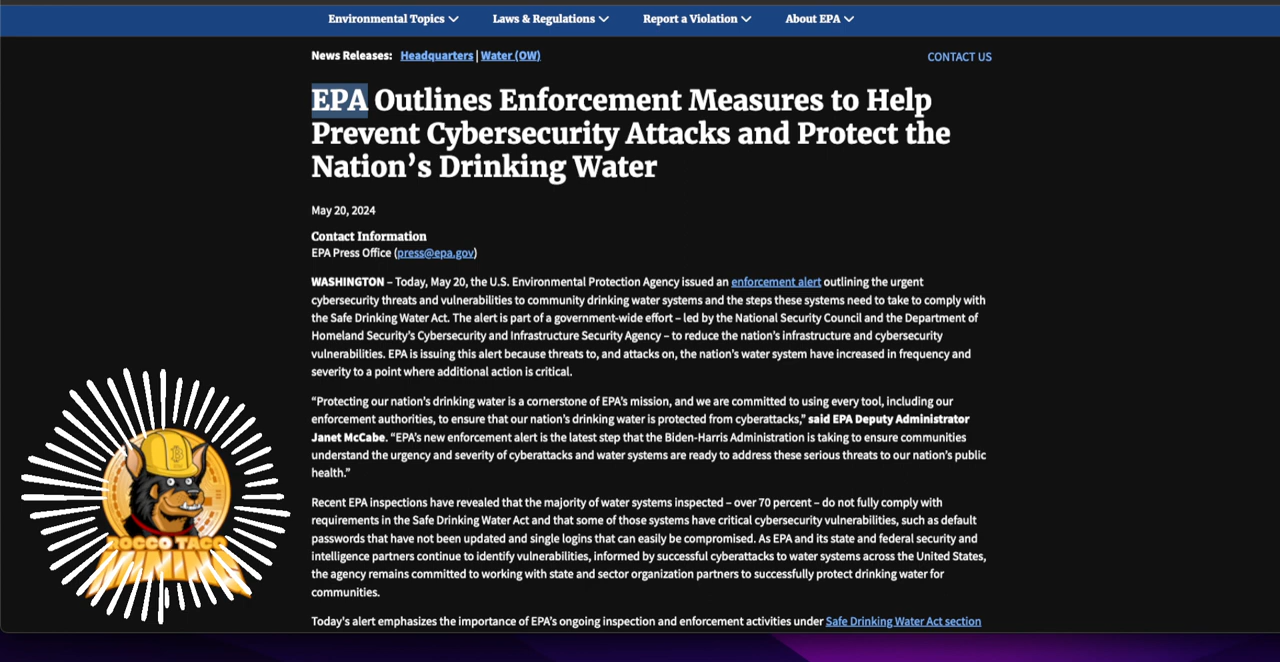 Environmental Topics Laws & Regulations Report a Violation About EPA
News Releases: Headquarters | Water (OW) CONTACT US
EPA Outlines Enforcement Measures to Help
Prevent Cybersecurity Attacks and Protect the
Nation’s Drinking Water
May 20, 2024
Contact Information
EPA Press Office (press@epa.gov)
WASHINGTON – Today, May 20, the U.S. Environmental Protection Agency issued an enforcement alert outlining the urgent
cybersecurity threats and vulnerabilities to community drinking water systems and the steps these systems need to take to comply with
the Safe Drinking Water Act. The alert is part of a government-wide effort – led by the National Security Council and the Department of
Homeland Security’s Cybersecurity and Infrastructure Security Agency – to reduce the nation’s infrastructure and cybersecurity
vulnerabilities. EPA is issuing this alert because threats to, and attacks on, the nation’s water system have increased in frequency and
severity to a point where additional action is critical.
“Protecting our nation’s drinking water is a cornerstone of EPA’s mission, and we are committed to using every tool, including our
enforcement authorities, to ensure that our nation’s drinking water is protected from cyberattacks,” said EPA Deputy Administrator
Janet McCabe. “EPA’s new enforcement alert is the latest step that the Biden-Harris Administration is taking to ensure communities
understand the urgency and severity of cyberattacks and water systems are ready to address these serious threats to our nation’s public
health.”
Recent EPA inspections have revealed that the majority of water systems inspected – over 70 percent – do not fully comply with
requirements in the Safe Drinking Water Act and that some of those systems have critical cybersecurity vulnerabilities, such as default
passwords that have not been updated and single logins that can easily be compromised. As EPA and its state and federal security and
intelligence partners continue to identify vulnerabilities, informed by successful cyberattacks to water systems across the United States,
the agency remains committed to working with state and sector organization partners to successfully protect drinking water for
communities.
Today’s alert emphasizes the importance of EPA’s ongoing inspection and enforcement activities under Safe Drinking Water Act section
ROCCO TACO
MINING